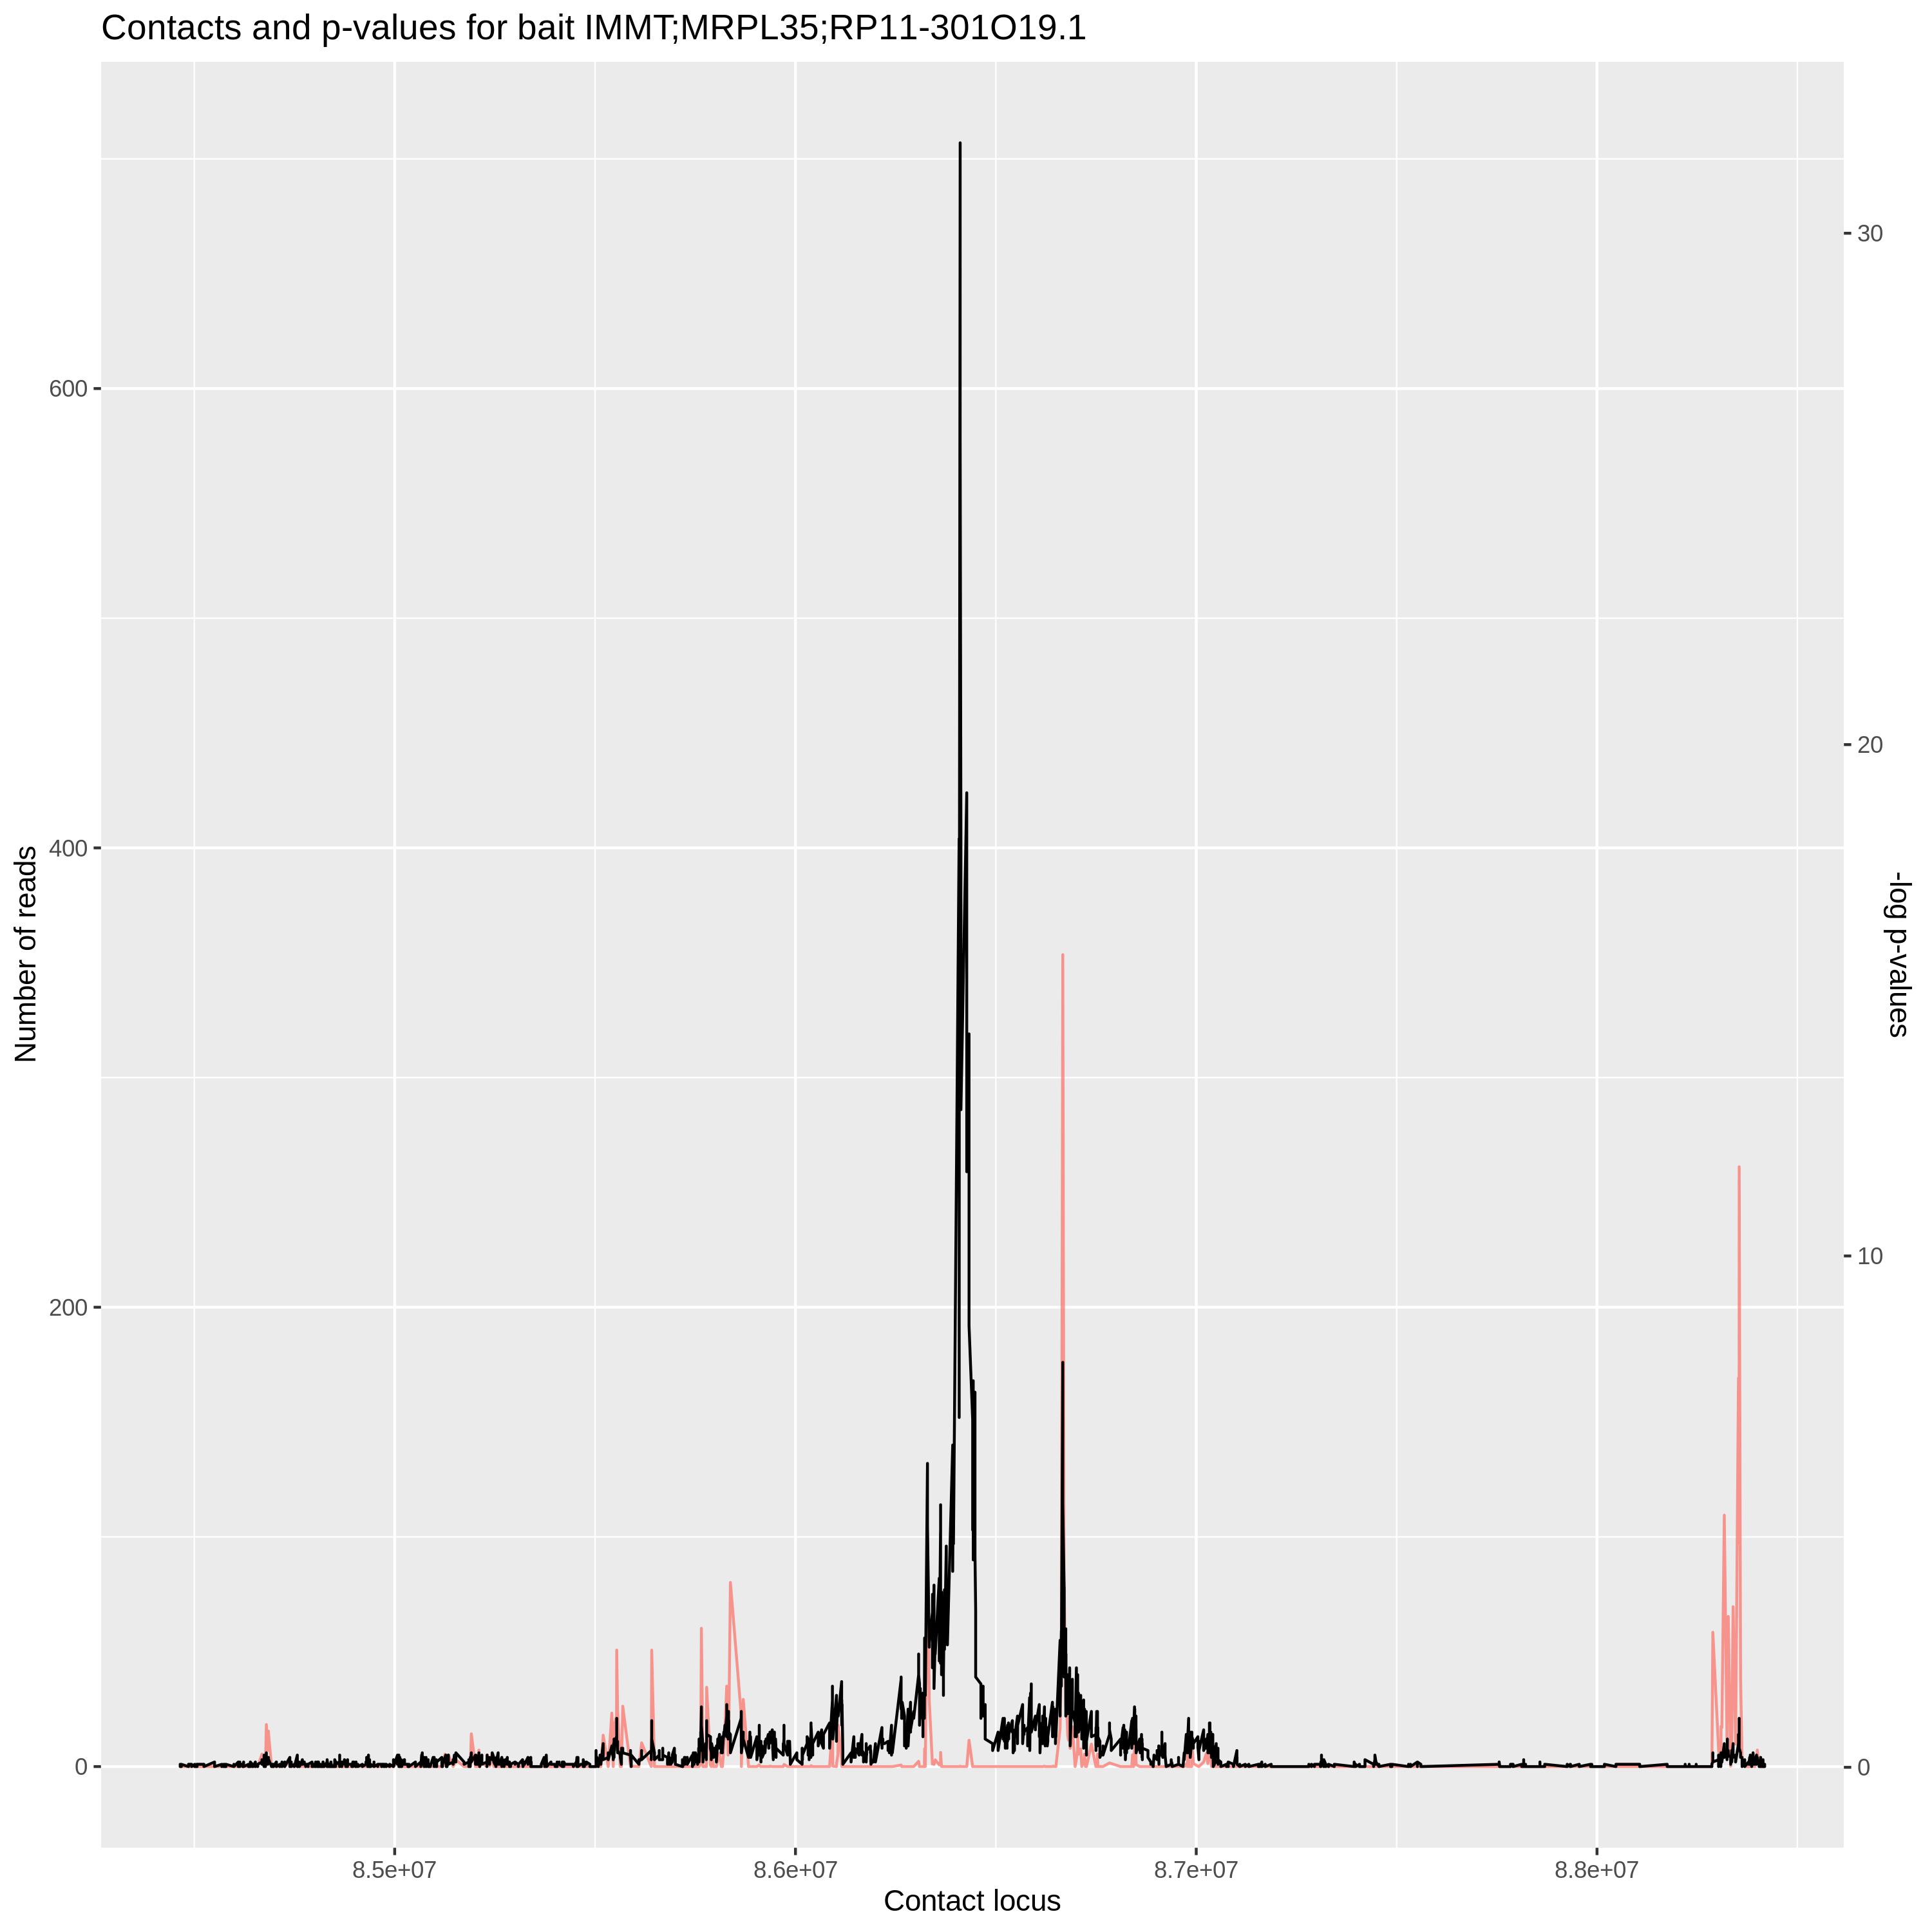 Contacts and p-values for bait IMMT;MRPL35;RP11-301O19.1
600
400
200
0
Number of reads
30
20
10
0
-log p-values
8.5e+07 8.6e+07 8.7e+07 8.8e+07
Contact locus